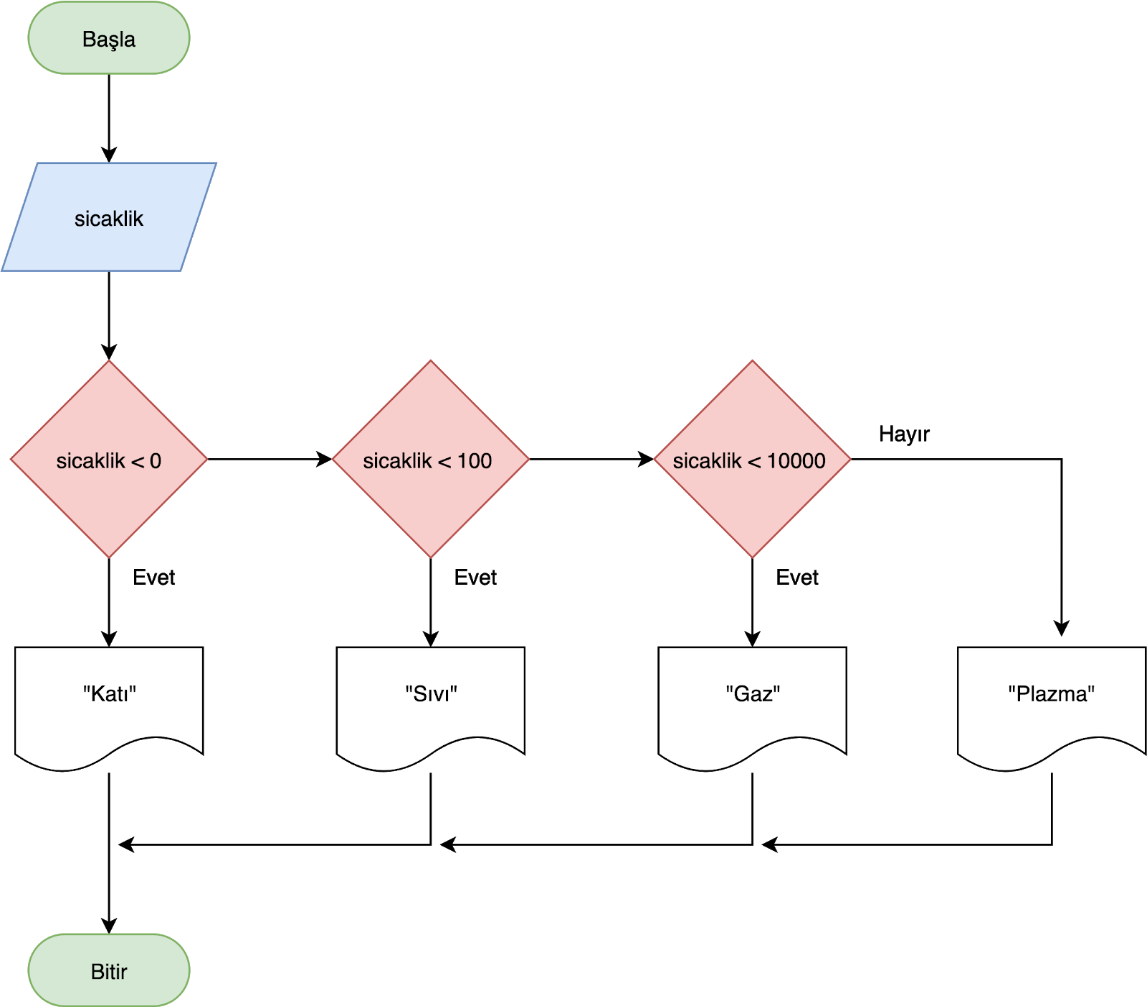 Başla
sicaklik
sicaklik < 0
sicaklik < 100
sicaklik < 10000
Hayır
Evet
Evet
Evet
"Katı"
"Sıvı"
"Gaz"
"Plazma"
Bitir